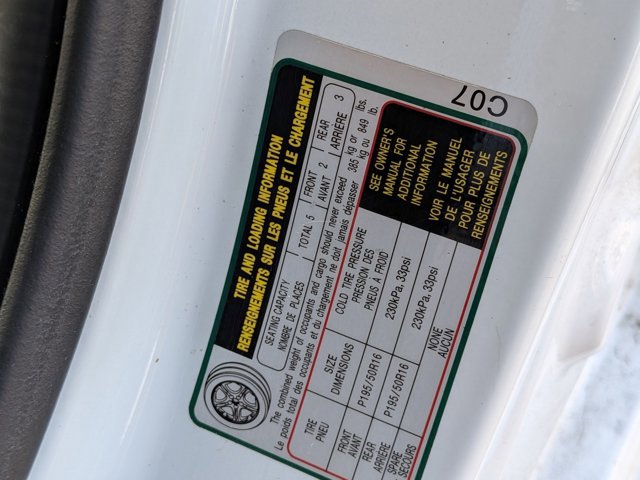 C07
TIRE AND LOADING INFORMATION
RENSEIGNEMENTS SUR LES PNEUS ET LE CHARGEMENT
SEATING CAPACITY
NOMBRE DE PLACES
TOTAL 5
FRONT
AVANT 2
REAR
ARRIÈRE 3
The combined weight of occupants and cargo should never exceed 385 kg or 849 lbs.
Le poids total des occupants et du chargement ne doit jamais dépasser 385 kg ou 849 lb.
TIRE
PNEU
SIZE
DIMENSIONS
COLD TIRE PRESSURE
PRESSION DES
PNEUS À FROID
FRONT
AVANT
P195/50R16
230kPa, 33psi
REAR
ARRIÈRE
P195/50R16
230kPa, 33psi
SPARE
SECOURS
NONE
AUCUN
SEE OWNER'S
MANUAL FOR
ADDITIONAL
INFORMATION
VOIR LE MANUEL
DE L'USAGER
POUR PLUS DE
RENSEIGNEMENTS